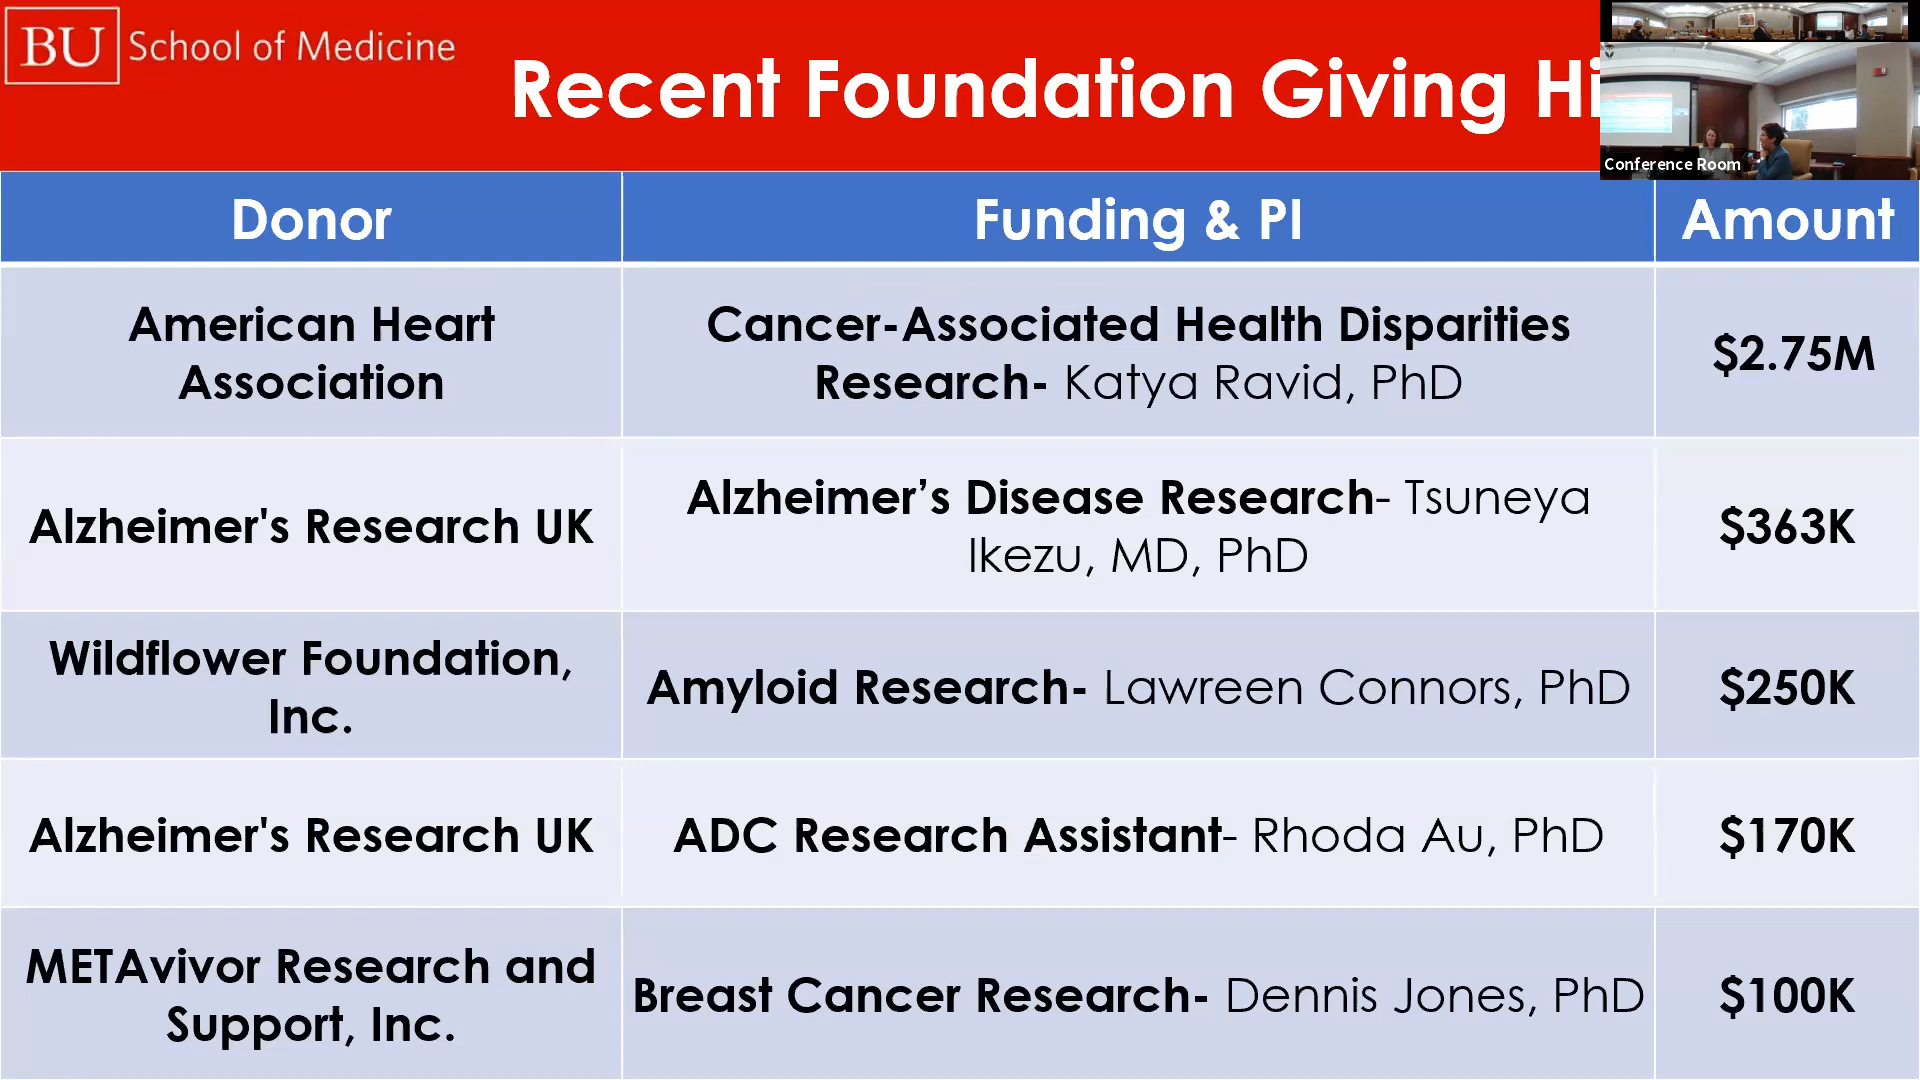 BU School of Medicine
Recent Foundation Giving Hi
Conference Room
Donor
Funding & PI
Amount
American Heart
Association
Cancer-Associated Health Disparities
Research- Katya Ravid, PhD
$2.75M
Alzheimer's Research UK
Alzheimer’s Disease Research- Tsuneya
Ikezu, MD, PhD
$363K
Wildflower Foundation,
Inc.
Amyloid Research- Lawreen Connors, PhD
$250K
Alzheimer's Research UK
ADC Research Assistant- Rhoda Au, PhD
$170K
METAvivor Research and
Support, Inc.
Breast Cancer Research- Dennis Jones, PhD
$100K